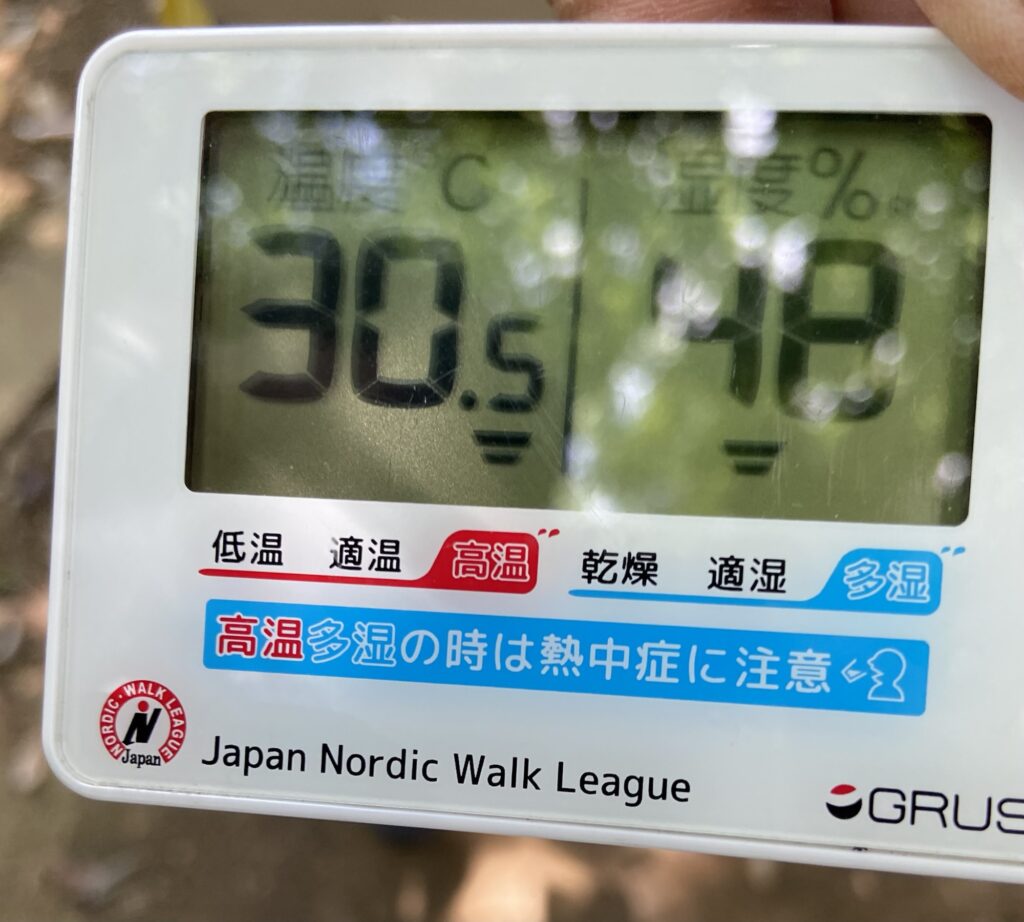 温度℃ 湿度%
30.5 48
低温 適温 高温 乾燥 適湿 多湿
高温多湿の時は熱中症に注意
NORDIC・WALK LEAGUE
N
Japan
Japan Nordic Walk League
GRUS